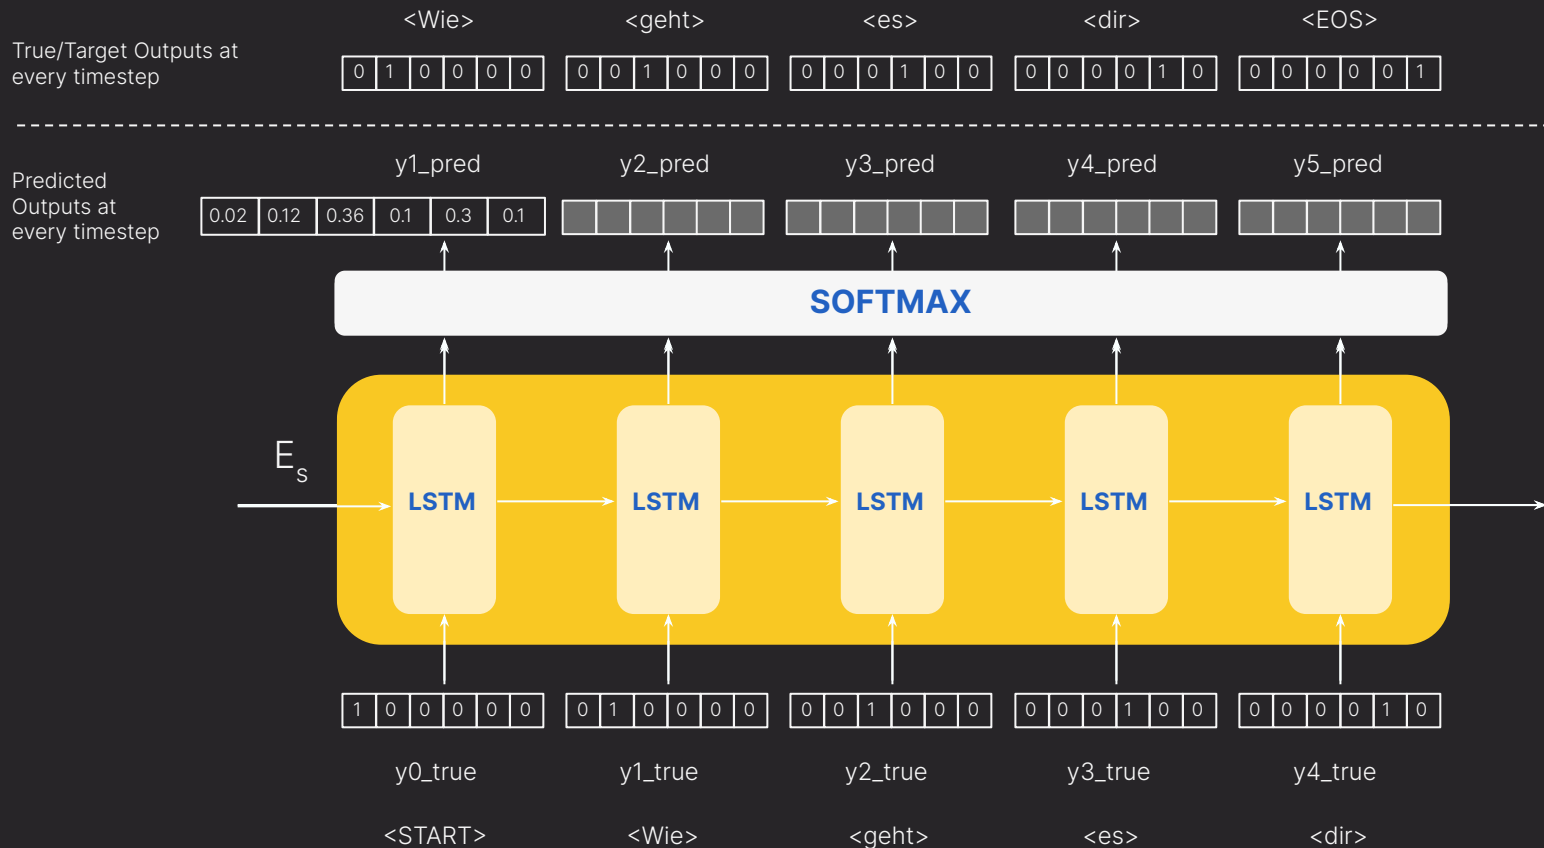 <Wie> <geht> <es> <dir> <EOS>
True/Target Outputs at
every timestep
0 1 0 0 0 0 0 0 1 0 0 0 0 0 0 1 0 0 0 0 0 0 1 0 0 0 0 0 0 1
y1_pred y2_pred y3_pred y4_pred y5_pred
Predicted
Outputs at
every timestep
0.02 0.12 0.36 0.1 0.3 0.1
SOFTMAX
Es
LSTM LSTM LSTM LSTM LSTM
1 0 0 0 0 0 0 1 0 0 0 0 0 0 1 0 0 0 0 0 0 1 0 0 0 0 0 0 1 0
y0_true y1_true y2_true y3_true y4_true
<START> <Wie> <geht> <es> <dir>